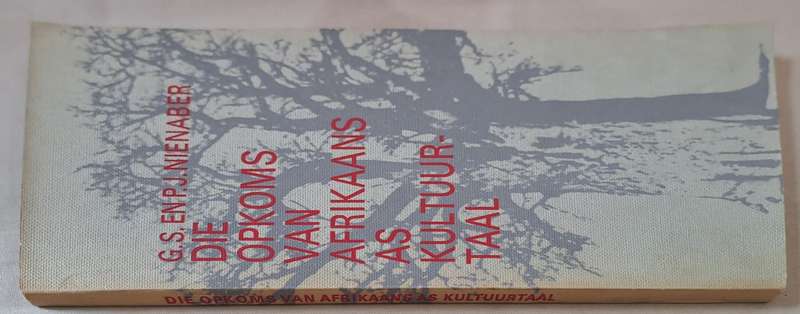 G.S. EN P.J. NIENABER
DIE
OPKOMS
VAN
AFRIKAANS
AS
KULTUUR-
TAAL
DIE OPKOMS VAN AFRIKAANS AS KULTUURTAAL